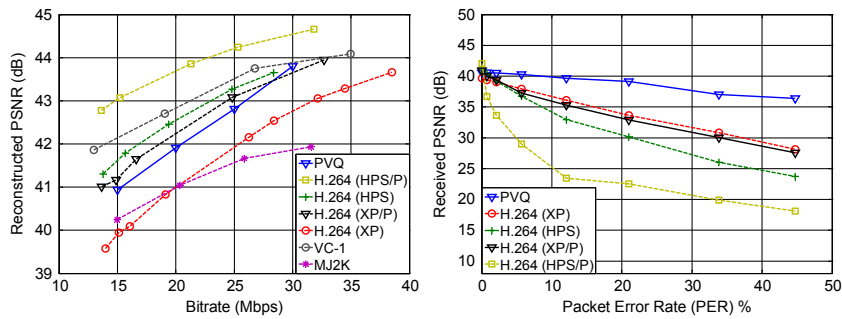 45
44
43
42
41
40
39
10
15
20
25
30
35
40
Reconstructed PSNR (dB)
Bitrate (Mbps)
PVQ
H.264 (HPS/P)
H.264 (HPS)
H.264 (XP/P)
H.264 (XP)
VC-1
MJ2K
50
45
40
35
30
25
20
15
10
0
10
20
30
40
50
Received PSNR (dB)
Packet Error Rate (PER) %
PVQ
H.264 (XP)
H.264 (HPS)
H.264 (XP/P)
H.264 (HPS/P)